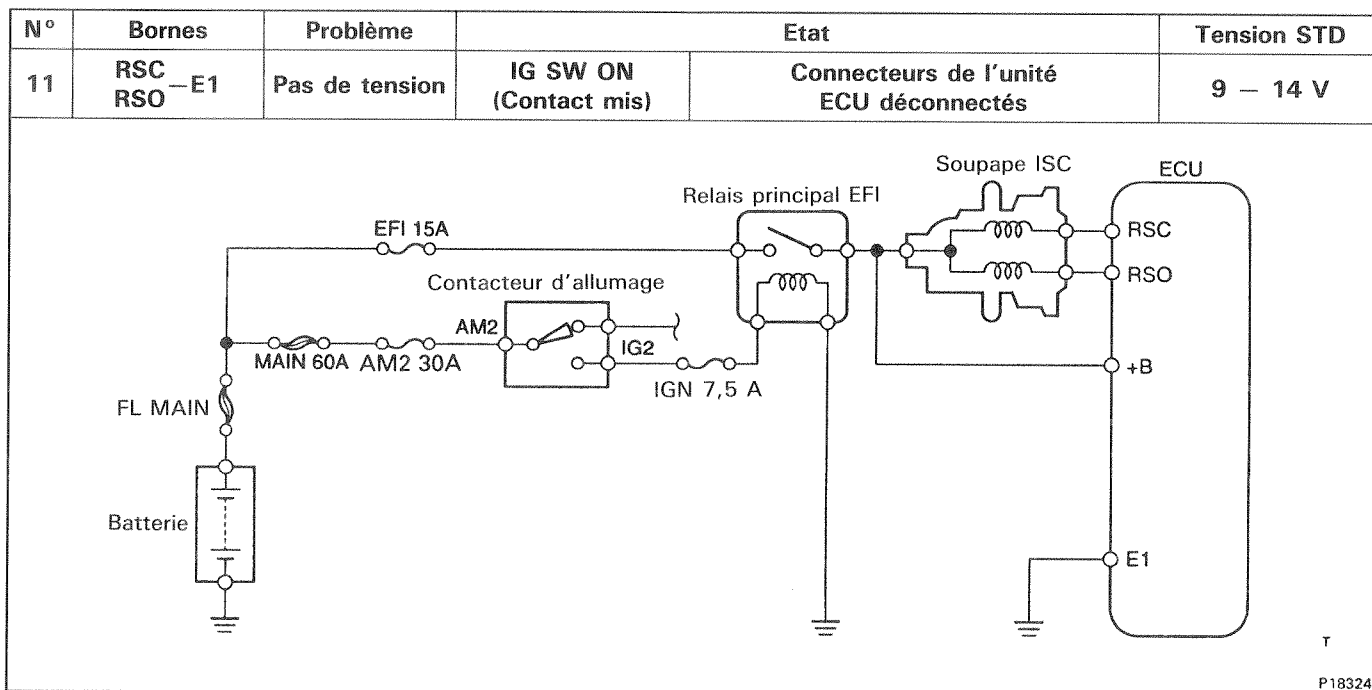 N° Bornes Problème Etat Tension STD
11 RSC RSO – E1 Pas de tension IG SW ON (Contact mis) Connecteurs de l'unité ECU déconnectés 9 – 14 V
Soupape ISC
ECU
Relais principal EFI
EFI 15A
RSC
RSO
Contacteur d'allumage
AM2
IG2
MAIN 60A AM2 30A
IGN 7,5 A
+B
FL MAIN
Batterie
E1
T
P18324